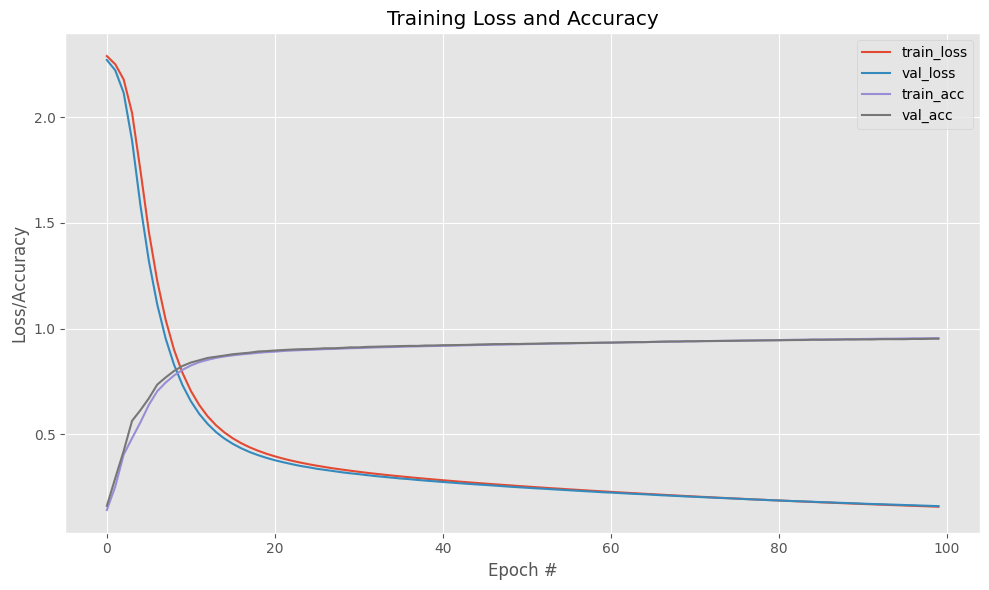 Training Loss and Accuracy
train_loss
val_loss
train_acc
val_acc
2.0
1.5
1.0
0.5
Loss/Accuracy
0 20 40 60 80 100
Epoch #